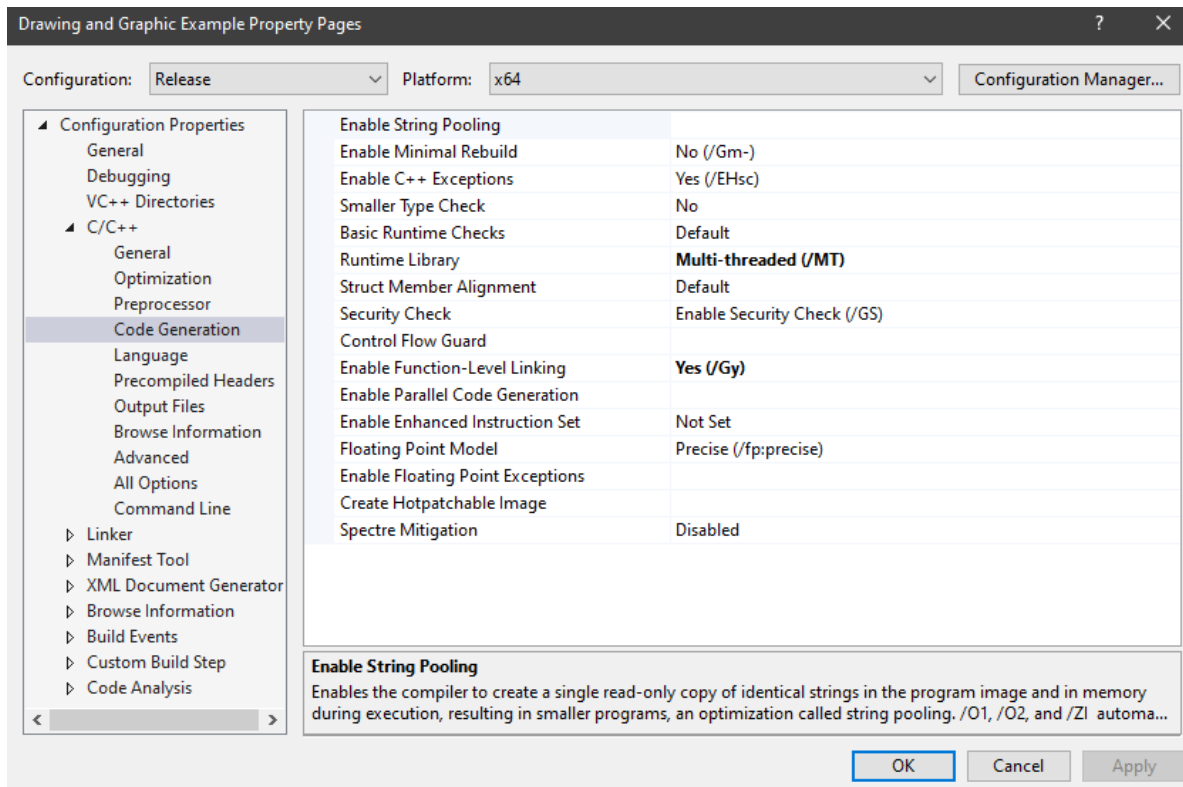 Drawing and Graphic Example Property Pages ? ✕
Configuration: Release Platform: x64 Configuration Manager...
Configuration Properties
General
Debugging
VC++ Directories
C/C++
General
Optimization
Preprocessor
Code Generation
Language
Precompiled Headers
Output Files
Browse Information
Advanced
All Options
Command Line
Linker
Manifest Tool
XML Document Generator
Browse Information
Build Events
Custom Build Step
Code Analysis
Enable String Pooling
Enable Minimal Rebuild No (/Gm-)
Enable C++ Exceptions Yes (/EHsc)
Smaller Type Check No
Basic Runtime Checks Default
Runtime Library Multi-threaded (/MT)
Struct Member Alignment Default
Security Check Enable Security Check (/GS)
Control Flow Guard
Enable Function-Level Linking Yes (/Gy)
Enable Parallel Code Generation
Enable Enhanced Instruction Set Not Set
Floating Point Model Precise (/fp:precise)
Enable Floating Point Exceptions
Create Hotpatchable Image
Spectre Mitigation Disabled
Enable String Pooling
Enables the compiler to create a single read-only copy of identical strings in the program image and in memory
during execution, resulting in smaller programs, an optimization called string pooling. /O1, /O2, and /ZI automa...
OK Cancel Apply